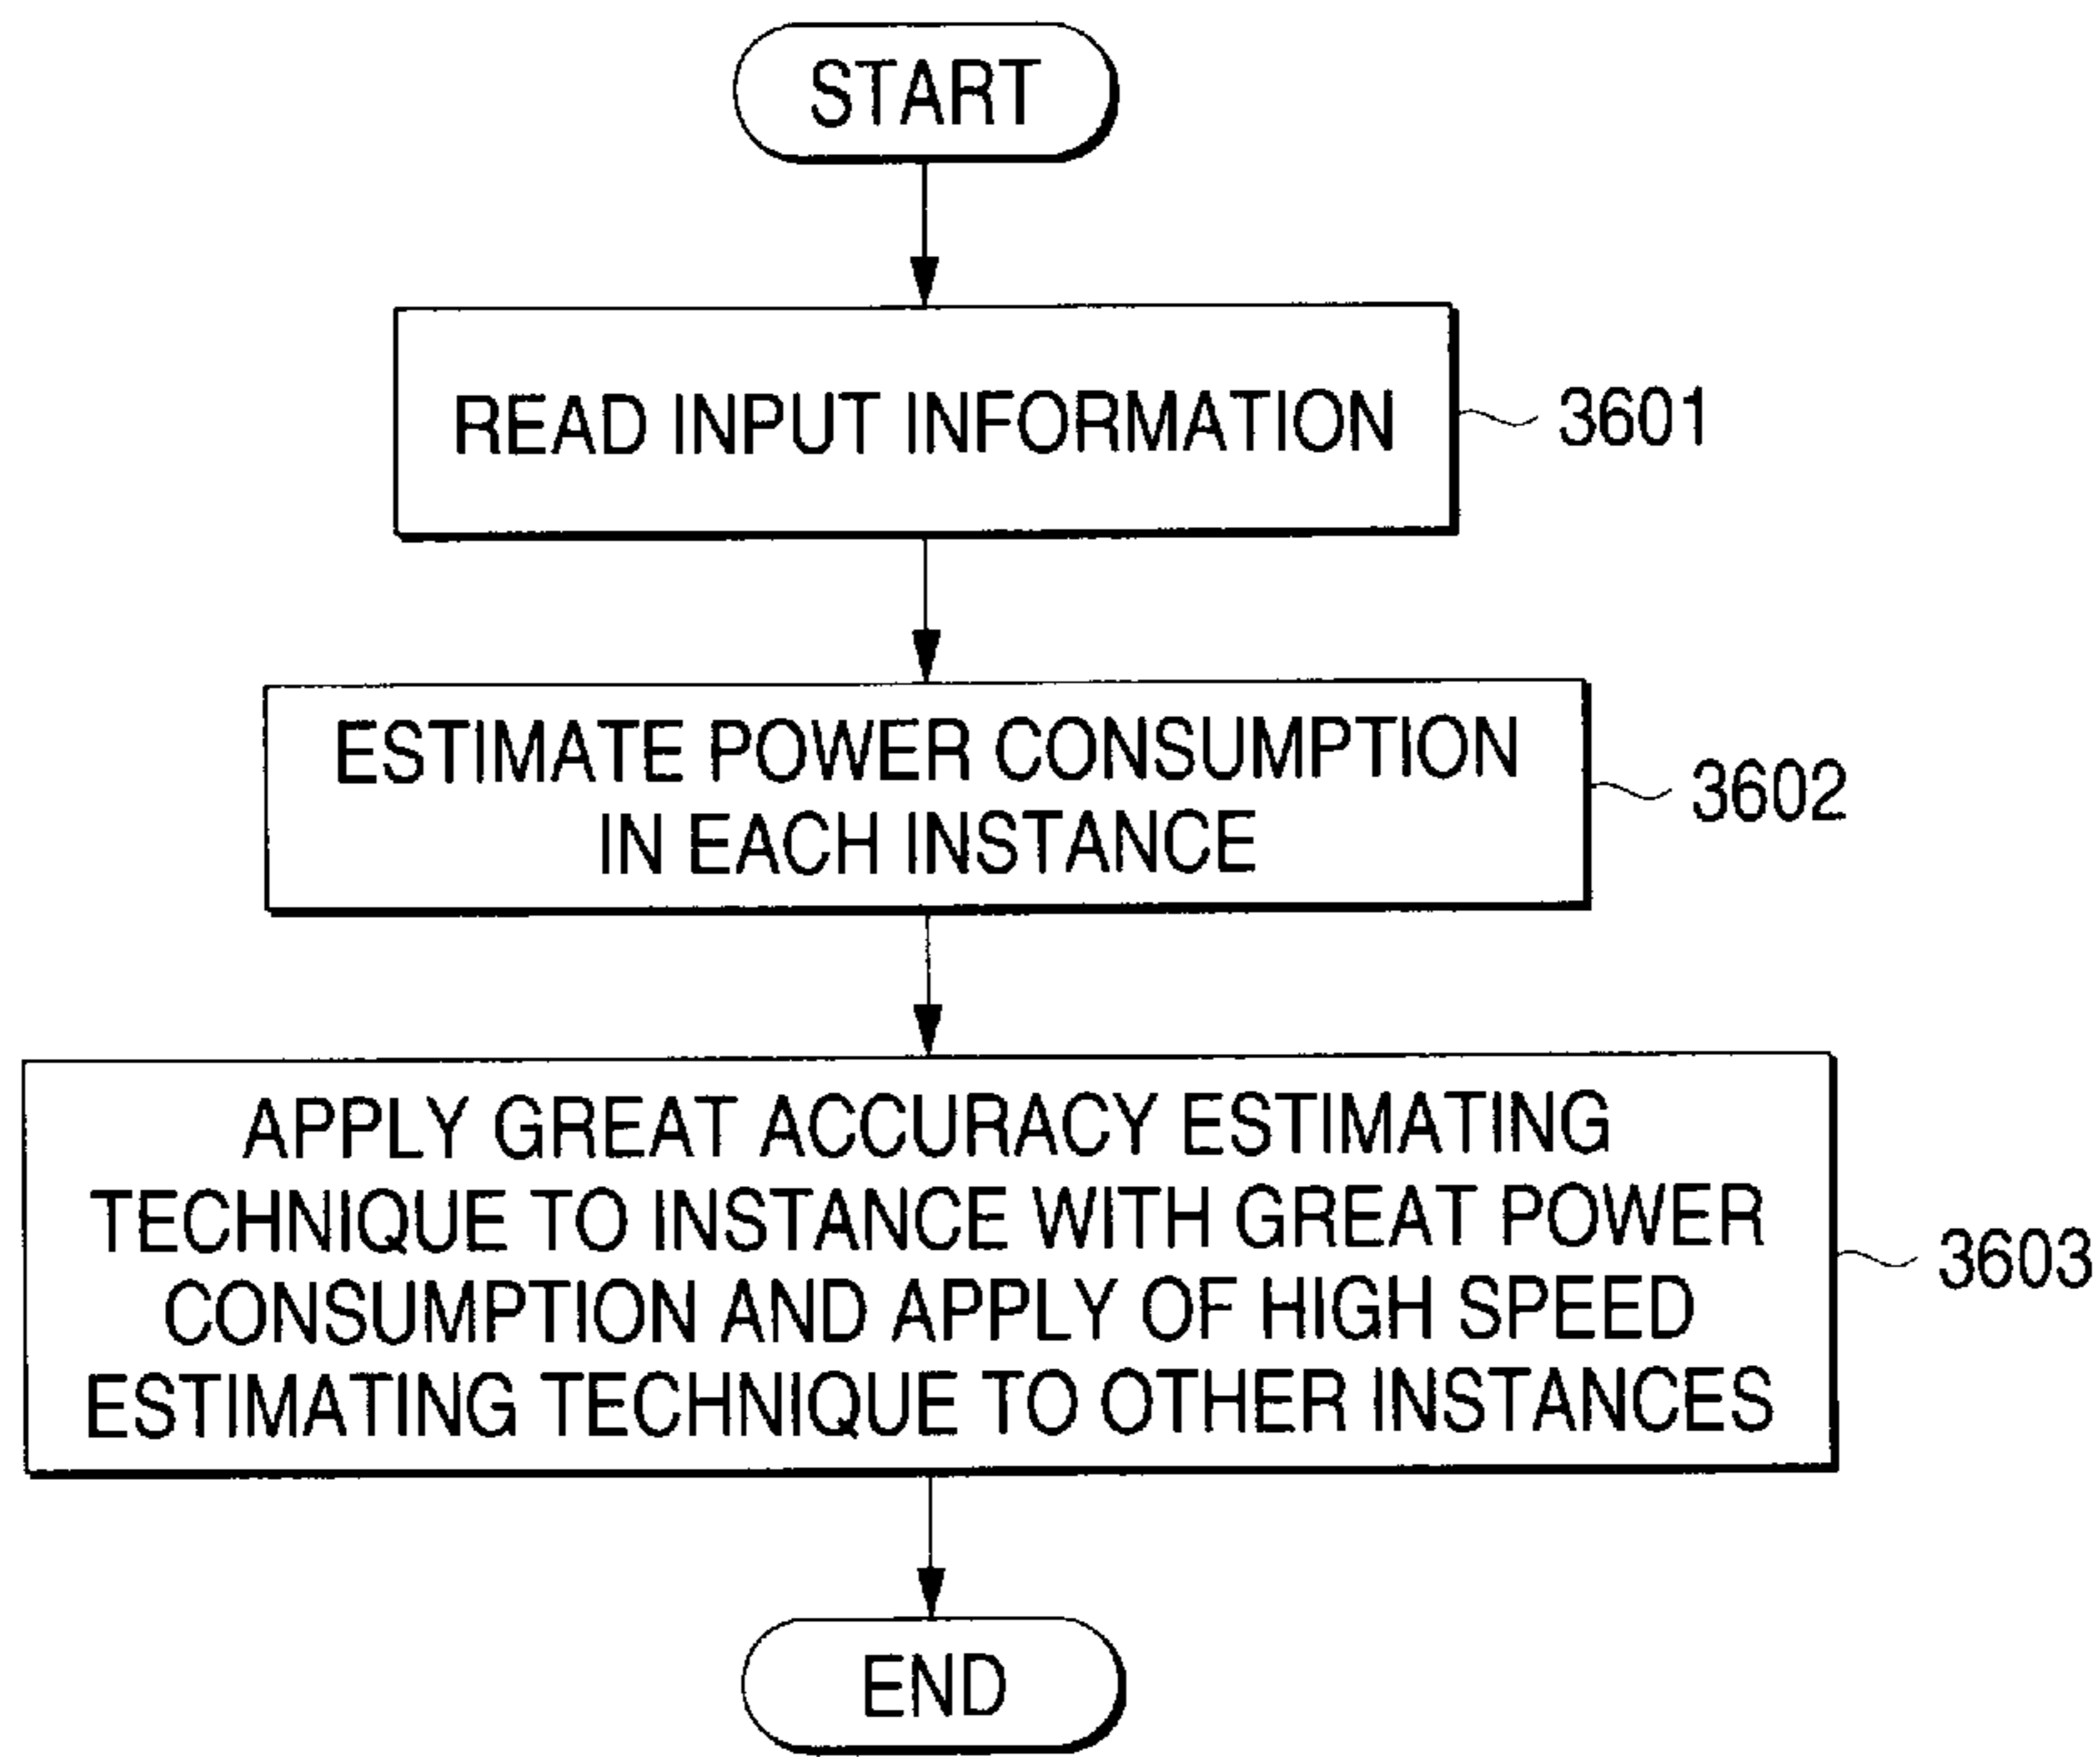 START
READ INPUT INFORMATION
3601
ESTIMATE POWER CONSUMPTION
IN EACH INSTANCE
3602
APPLY GREAT ACCURACY ESTIMATING
TECHNIQUE TO INSTANCE WITH GREAT POWER
CONSUMPTION AND APPLY OF HIGH SPEED
ESTIMATING TECHNIQUE TO OTHER INSTANCES
3603
END